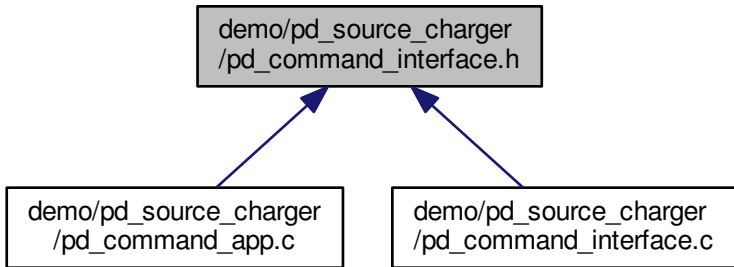 demo/pd_source_charger
/pd_command_interface.h
demo/pd_source_charger
/pd_command_app.c
demo/pd_source_charger
/pd_command_interface.c